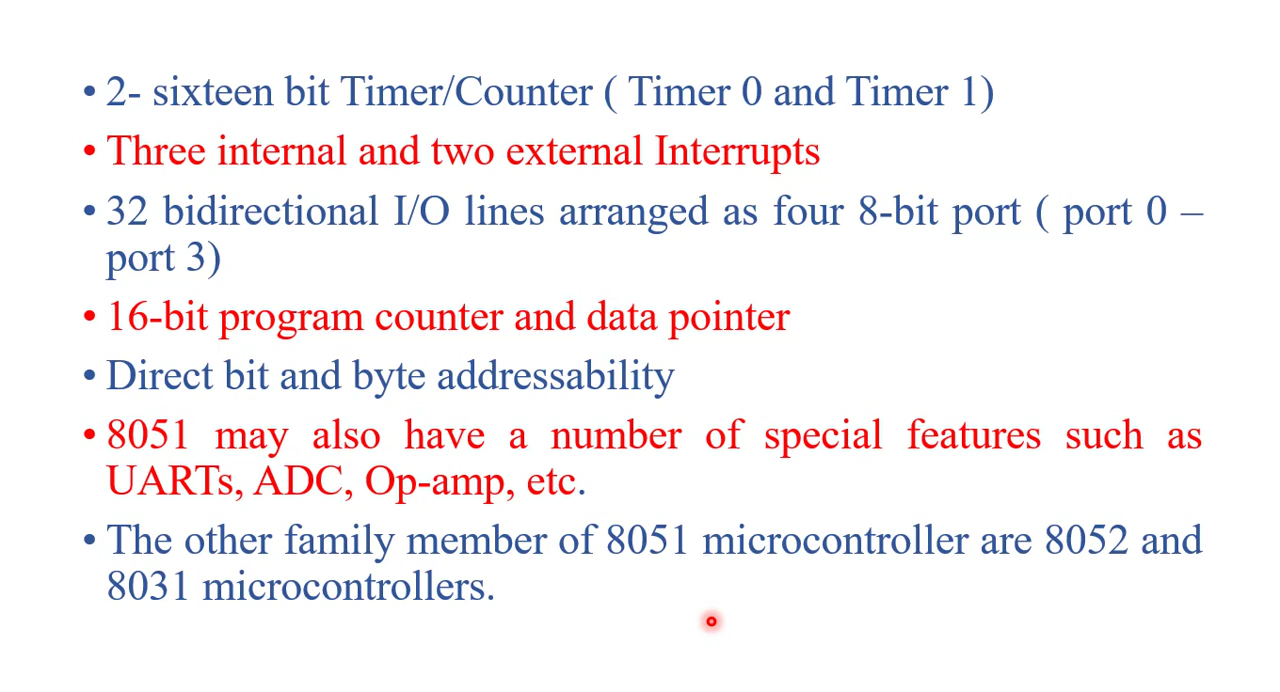 • 2- sixteen bit Timer/Counter ( Timer 0 and Timer 1)
• Three internal and two external Interrupts
• 32 bidirectional I/O lines arranged as four 8-bit port ( port 0 –
port 3)
• 16-bit program counter and data pointer
• Direct bit and byte addressability
• 8051 may also have a number of special features such as
UARTs, ADC, Op-amp, etc.
• The other family member of 8051 microcontroller are 8052 and
8031 microcontrollers.